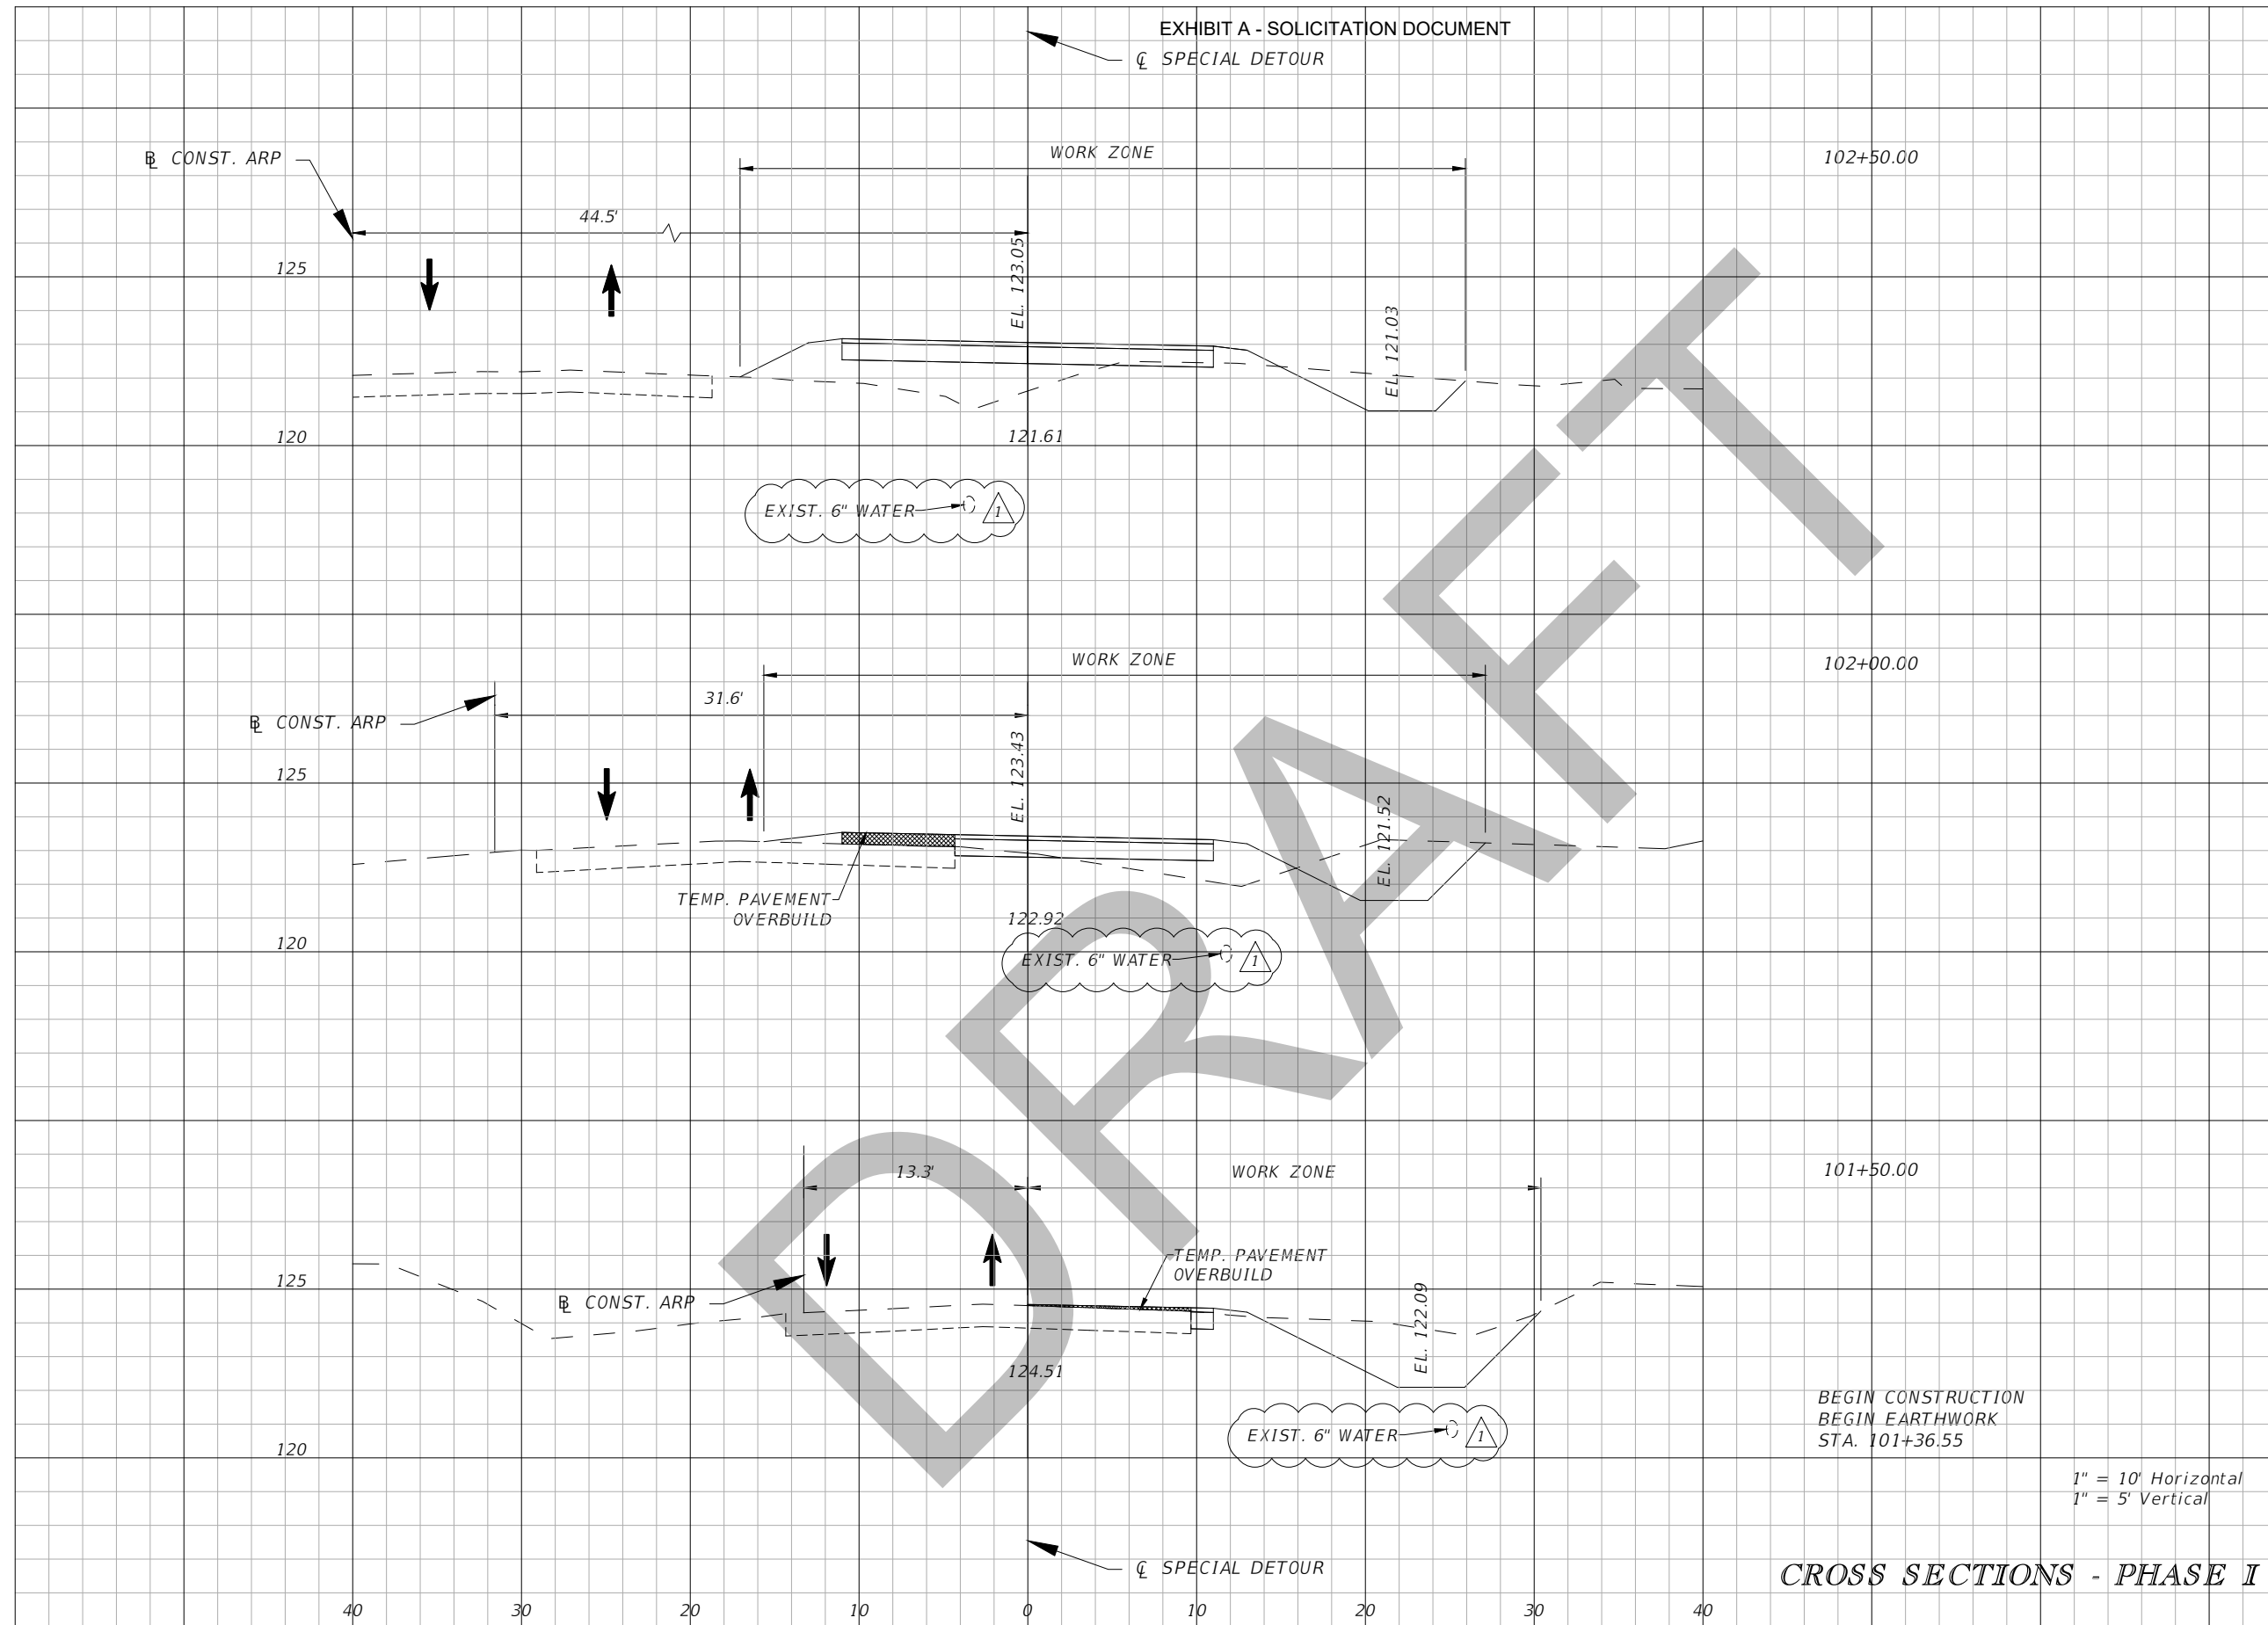 EXHIBIT A - SOLICITATION DOCUMENT
℄ SPECIAL DETOUR
BL CONST. ARP
WORK ZONE
102+50.00
44.5'
EL. 123.05
125
EL. 121.03
120
121.61
EXIST. 6" WATER
1
WORK ZONE
102+00.00
31.6'
BL CONST. ARP
EL. 123.43
125
EL. 121.52
TEMP. PAVEMENT
OVERBUILD
122.92
120
EXIST. 6" WATER
1
13.3'
WORK ZONE
101+50.00
TEMP. PAVEMENT
OVERBUILD
125
BL CONST. ARP
EL. 122.09
124.51
BEGIN CONSTRUCTION
BEGIN EARTHWORK
STA. 101+36.55
EXIST. 6" WATER
1
120
1" = 10' Horizontal
1" = 5' Vertical
℄ SPECIAL DETOUR
CROSS SECTIONS - PHASE I
40 30 20 10 0 10 20 30 40
DRAFT